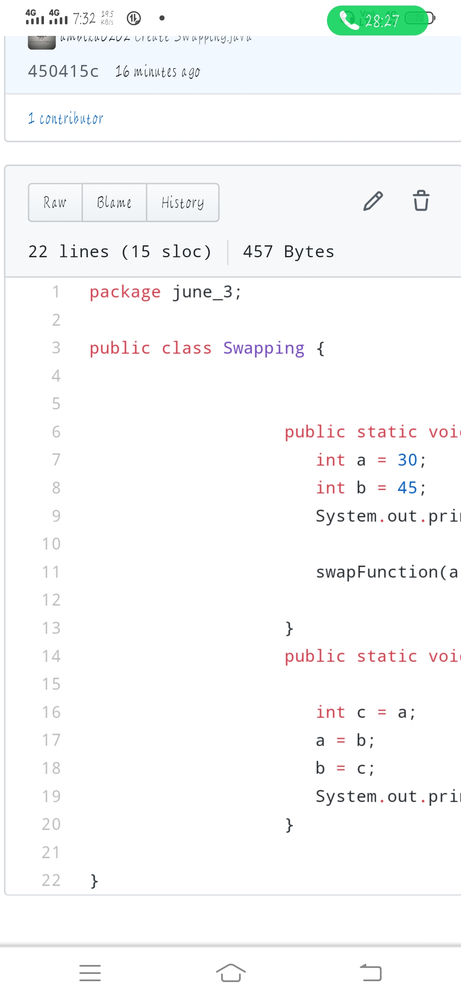 4G 4G 7:32 19.5 KB/s 28:27
Create Swapping.java
450415c 16 minutes ago
1 contributor
Raw Blame History
22 lines (15 sloc) 457 Bytes
1 package june_3;
2
3 public class Swapping {
4
5
6 public static voi
7 int a = 30;
8 int b = 45;
9 System.out.pri
10
11 swapFunction(a
12
13 }
14 public static voi
15
16 int c = a;
17 a = b;
18 b = c;
19 System.out.pri
20 }
21
22 }